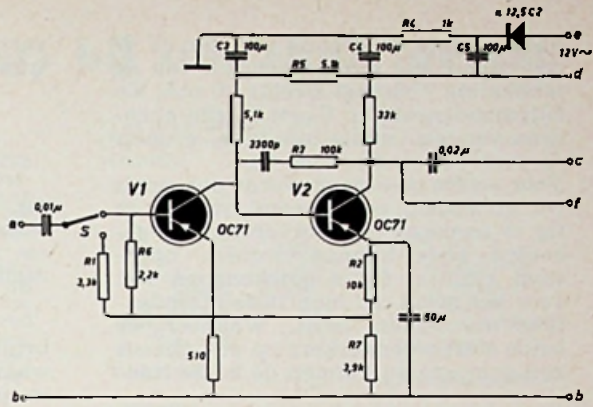 n. 12,5C2
R4 1k
C3 100µ
C4 100µ
C5 100µ
e
12V~
R5 5,1k
d
5,1k
33k
3300p
R3 100k
0,02µ
c
V1
V2
f
0,01µ
a
S
OC71
OC71
R1 3,3k
R6 2,2k
R2 10k
50µ
510
R7 3,9k
b
b